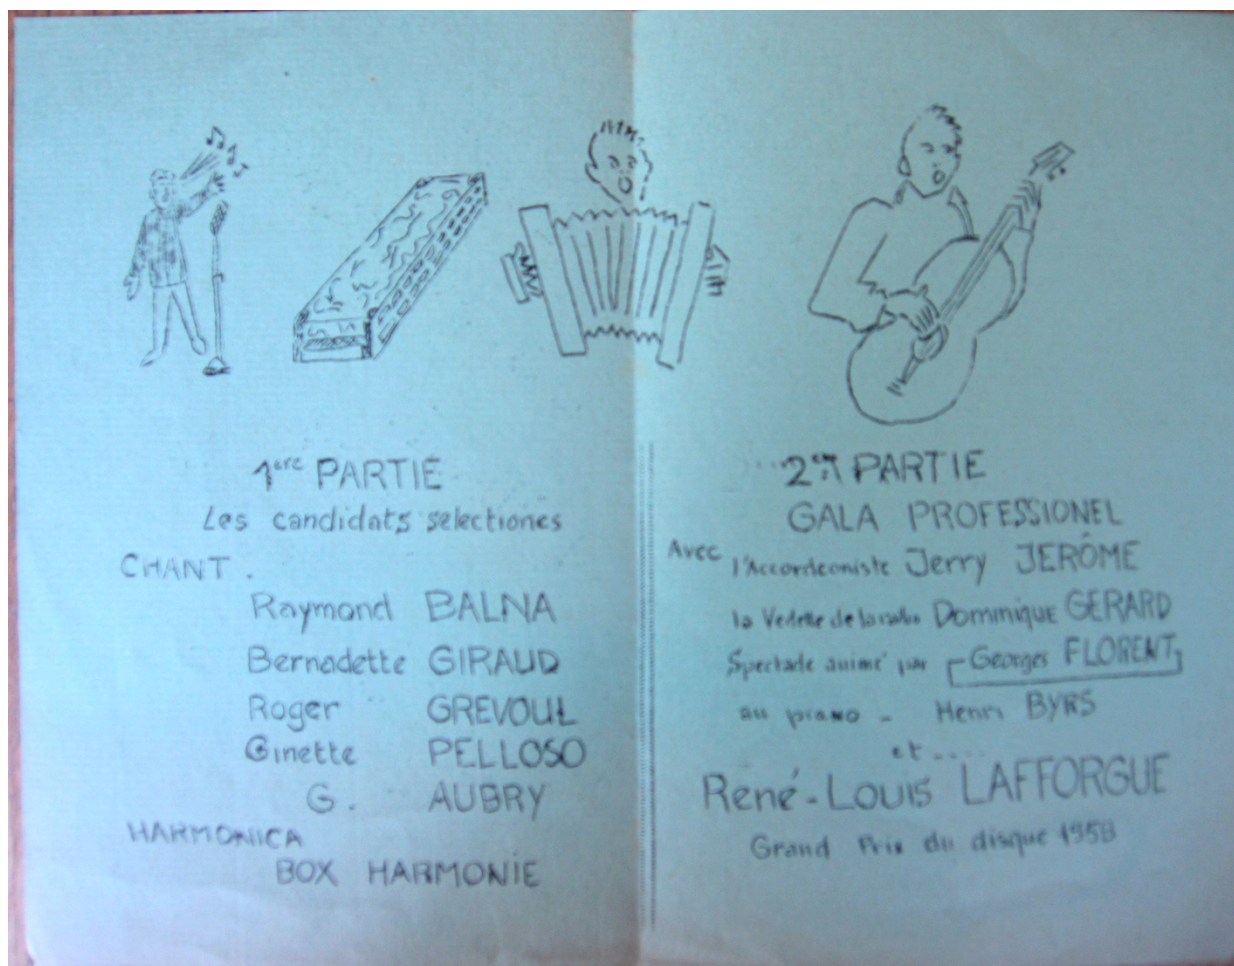 1ere PARTIE
Les candidats selectiones
CHANT.
Raymond BALNA
Bernadette GIRAUD
Roger GREVOUL
Ginette PELLOSO
G. AUBRY
HARMONICA
BOX HARMONiE
2em PARTIE
GALA PROFESSIONEL
Avec l'Accordeoniste Jerry JERÔME
la Vedette de la radio Dominique GERARD
Spectacle animé par Georges FLORENT
au piano - Henri BYRS
et....
René-Louis LAFFORGUE
Grand Prix du disque 1958